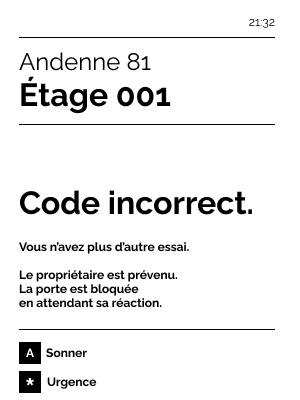 21:32
Andenne 81
Étage 001
Code incorrect.
Vous n’avez plus d’autre essai.
Le propriétaire est prévenu.
La porte est bloquée
en attendant sa réaction.
A Sonner
* Urgence